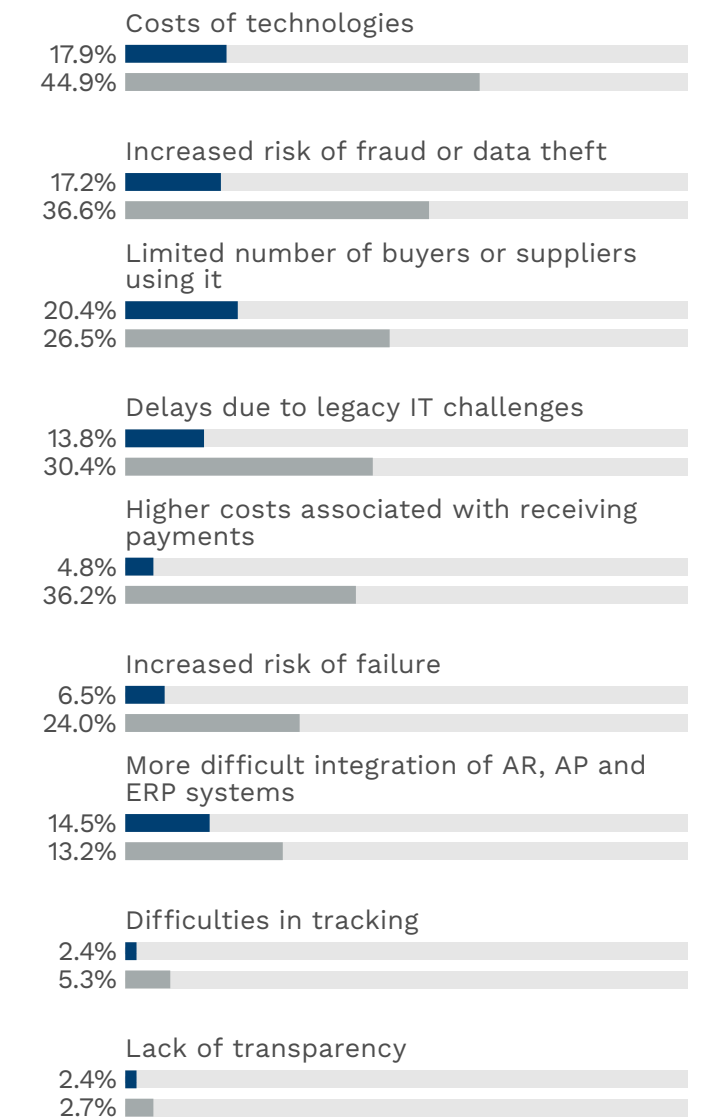 Costs of technologies
17.9%
44.9%
Increased risk of fraud or data theft
17.2%
36.6%
Limited number of buyers or suppliers
using it
20.4%
26.5%
Delays due to legacy IT challenges
13.8%
30.4%
Higher costs associated with receiving
payments
4.8%
36.2%
Increased risk of failure
6.5%
24.0%
More difficult integration of AR, AP and
ERP systems
14.5%
13.2%
Difficulties in tracking
2.4%
5.3%
Lack of transparency
2.4%
2.7%